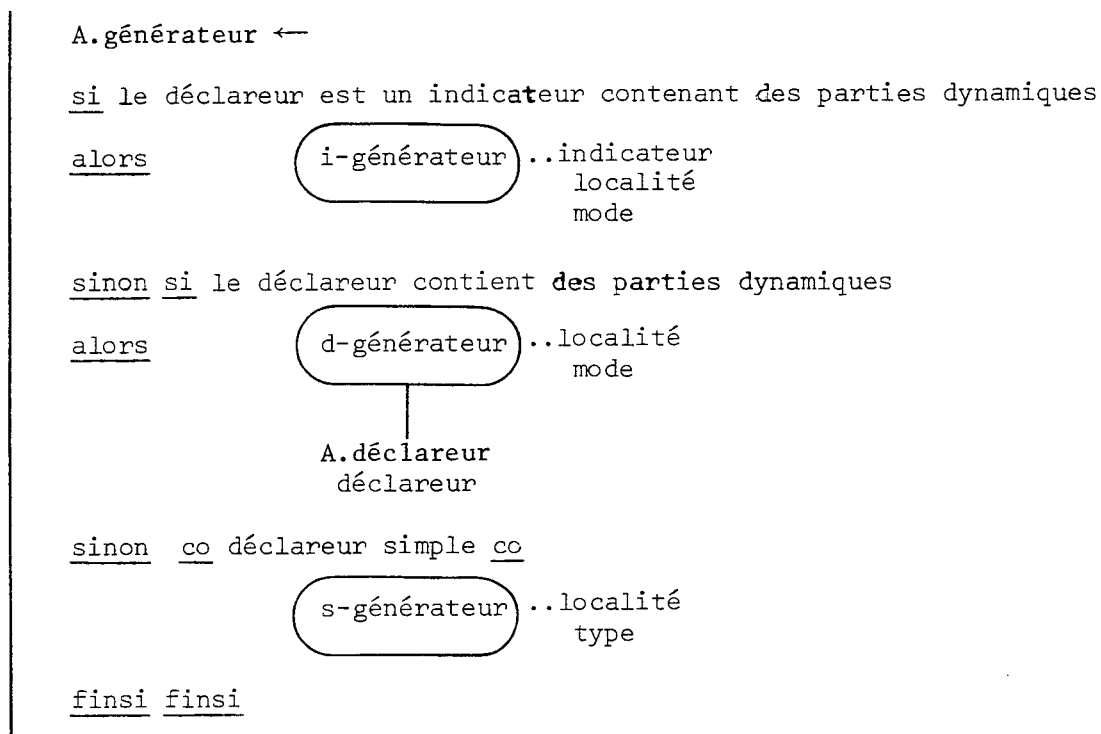 A.générateur ←
si le déclareur est un indicateur contenant des parties dynamiques
alors i-générateur ..indicateur
localité
mode
sinon si le déclareur contient des parties dynamiques
alors d-générateur ..localité
mode
A.déclareur
déclareur
sinon co déclareur simple co
s-générateur ..localité
type
finsi finsi